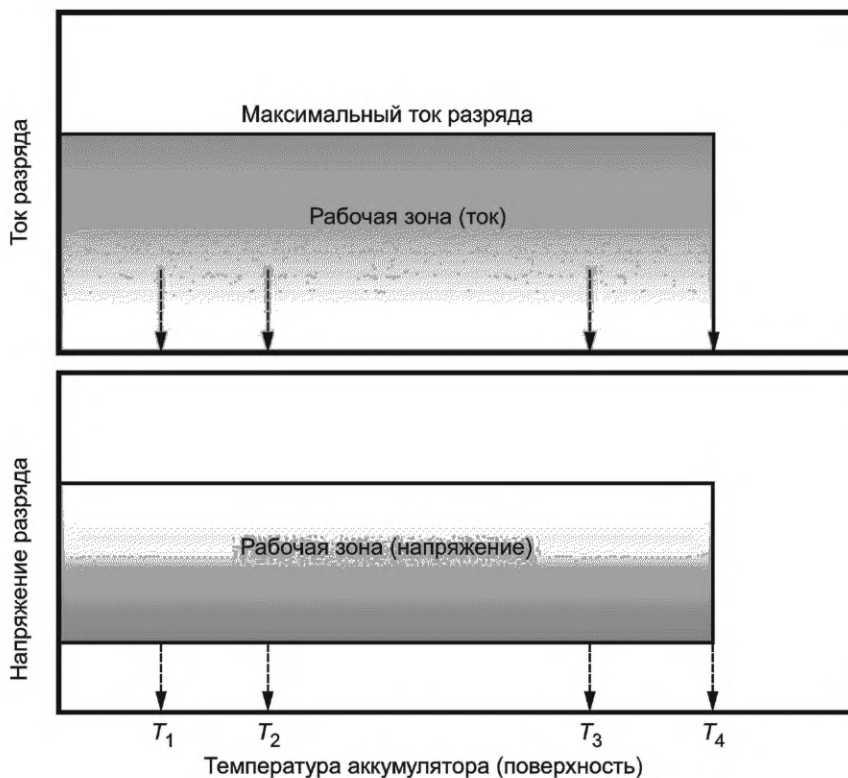 Ток разряда
Максимальный ток разряда
Рабочая зона (ток)
Напряжение разряда
Рабочая зона (напряжение)
T1 T2 T3 T4
Температура аккумулятора (поверхность)